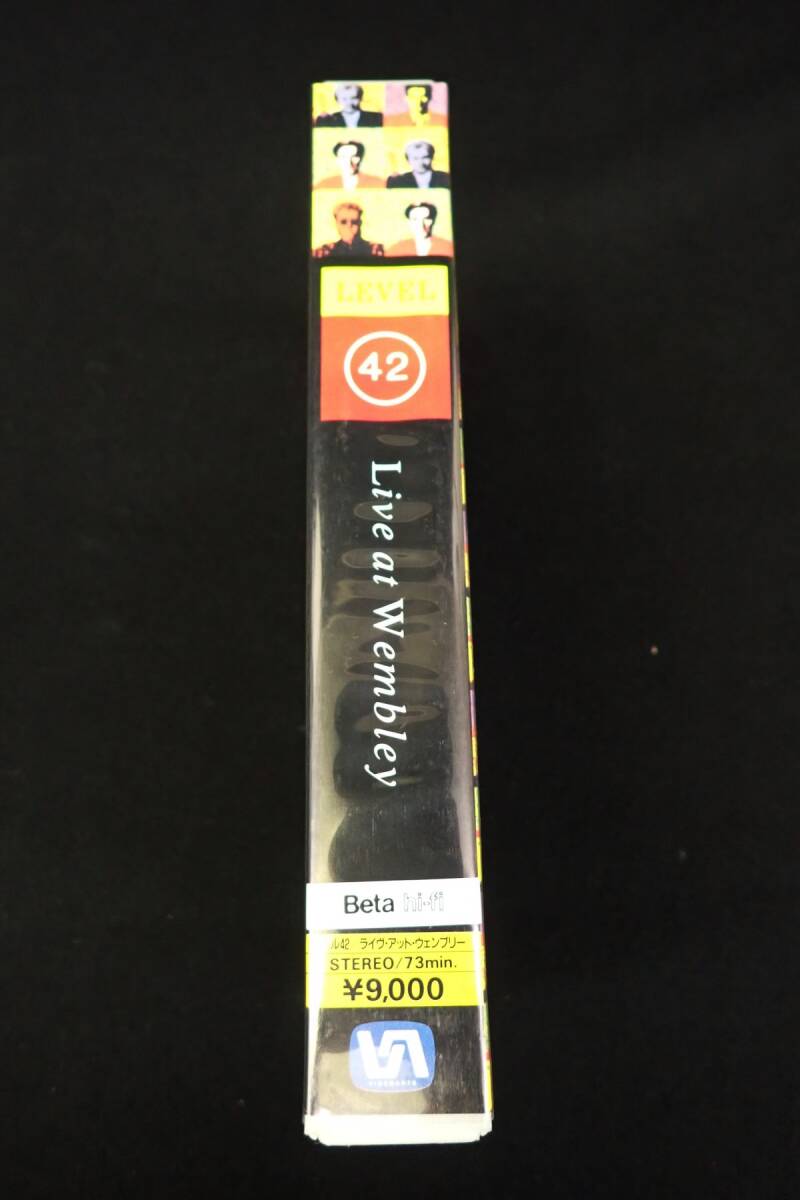 LEVEL
42
Live at Wembley
Beta hi-fi
ル42 ライヴ・アット・ウェンブリー
STEREO/73min.
¥9,000
VIDEOARTS